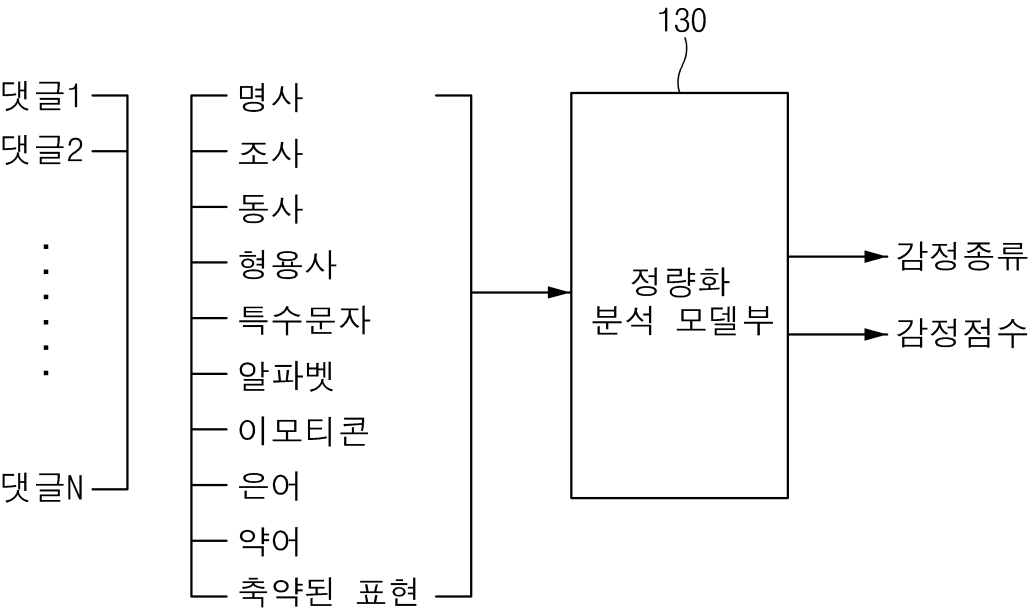 130
댓글1
댓글2
댓글N
명사
조사
동사
형용사
특수문자
알파벳
이모티콘
은어
약어
축약된 표현
정량화
분석 모델부
감정종류
감정점수